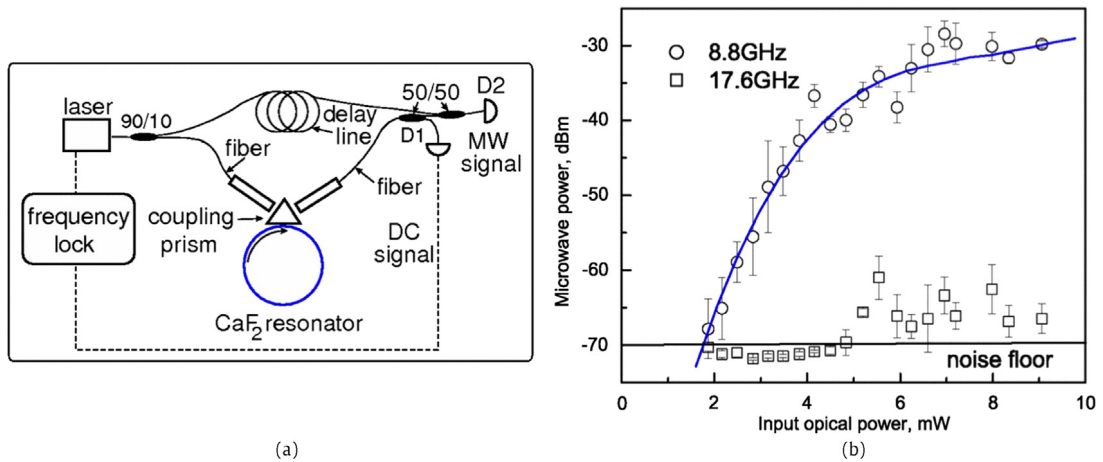 laser
90/10
delay
line
50/50
D2
D1
MW
signal
fiber
fiber
frequency
lock
coupling
prism
DC
signal
CaF2 resonator
(a)
Microwave power, dBm
-30
-40
-50
-60
-70
8.8GHz
17.6GHz
noise floor
0 2 4 6 8 10
Input opical power, mW
(b)